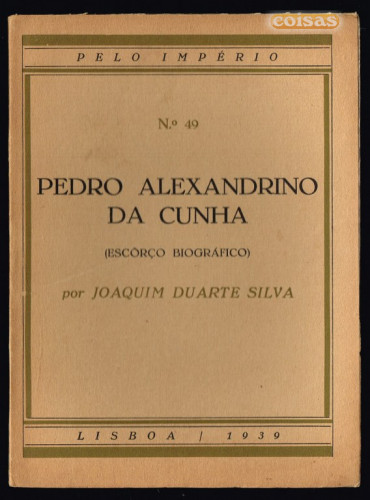 coisas
PELO IMPÉRIO
N.º 49
PEDRO ALEXANDRINO
DA CUNHA
(ESCÔRÇO BIOGRÁFICO)
por JOAQUIM DUARTE SILVA
LISBOA / 1939